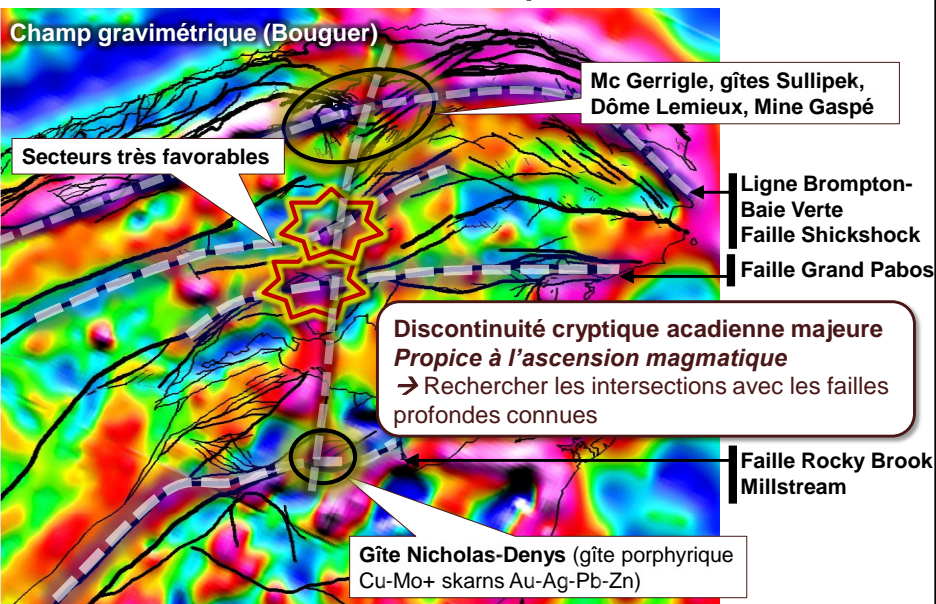 Champ gravimétrique (Bouguer)
Mc Gerrigle, gîtes Sullipek,
Dôme Lemieux, Mine Gaspé
Secteurs très favorables
Ligne Brompton-
Baie Verte
Faille Shickshock
Faille Grand Pabos
Discontinuité cryptique acadienne majeure
Propice à l’ascension magmatique
→ Rechercher les intersections avec les failles
profondes connues
Faille Rocky Brook
Millstream
Gîte Nicholas-Denys (gîte porphyrique
Cu-Mo+ skarns Au-Ag-Pb-Zn)